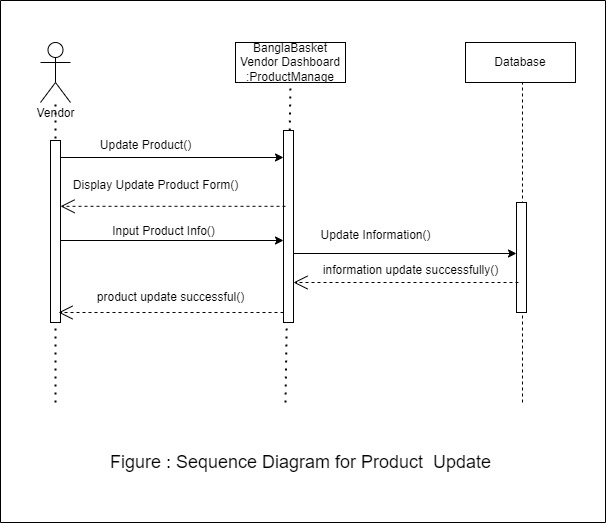 BanglaBasket
Vendor Dashboard
:ProductManage
Database
Vendor
Update Product()
Display Update Product Form()
Input Product Info()
Update Information()
information update successfully()
product update successful()
Figure : Sequence Diagram for Product  Update